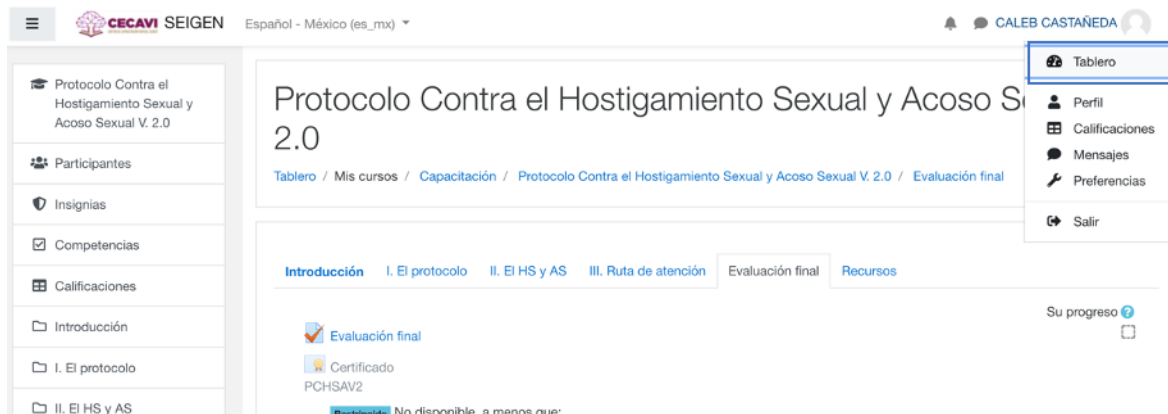 CECAVI SEIGEN
Español - México (es_mx)
CALEB CASTAÑEDA
Tablero
Perfil
Calificaciones
Mensajes
Preferencias
Salir
Protocolo Contra el
Hostigamiento Sexual y
Acoso Sexual V. 2.0
Participantes
Insignias
Competencias
Calificaciones
Introducción
I. El protocolo
II. El HS y AS
Protocolo Contra el Hostigamiento Sexual y Acoso
2.0
Tablero / Mis cursos / Capacitación / Protocolo Contra el Hostigamiento Sexual y Acoso Sexual V. 2.0 / Evaluación final
Introducción I. El protocolo II. El HS y AS III. Ruta de atención Evaluación final Recursos
Su progreso
Evaluación final
Certificado
PCHSAV2
Restringido No disponible, a menos que: